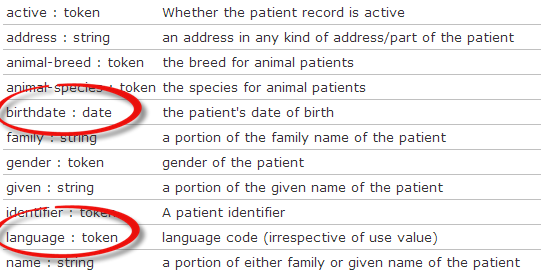 active : token Whether the patient record is active
address : string an address in any kind of address/part of the patient
animal-breed : token the breed for animal patients
animal-species : token the species for animal patients
birthdate : date the patient's date of birth
family : string a portion of the family name of the patient
gender : token gender of the patient
given : string a portion of the given name of the patient
identifier : token A patient identifier
language : token language code (irrespective of use value)
name : string a portion of either family or given name of the patient